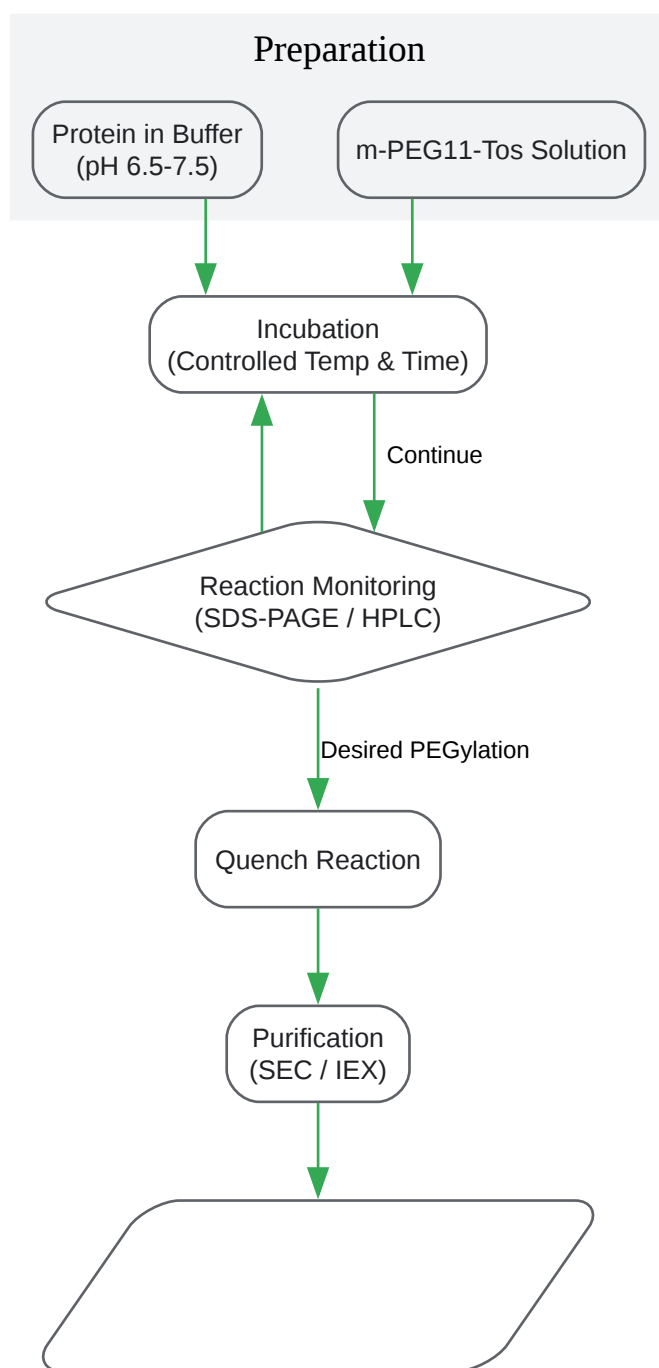 Preparation
Protein in Buffer
(pH 6.5-7.5)
m-PEG11-Tos Solution
Incubation
(Controlled Temp & Time)
Continue
Reaction Monitoring
(SDS-PAGE / HPLC)
Desired PEGylation
Quench Reaction
Purification
(SEC / IEX)